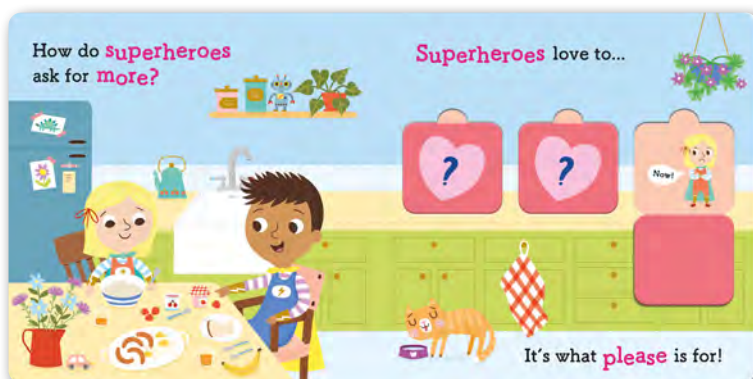 How do superheroes
ask for more?
Superheroes love to...
?
?
Now!
It's what please is for!